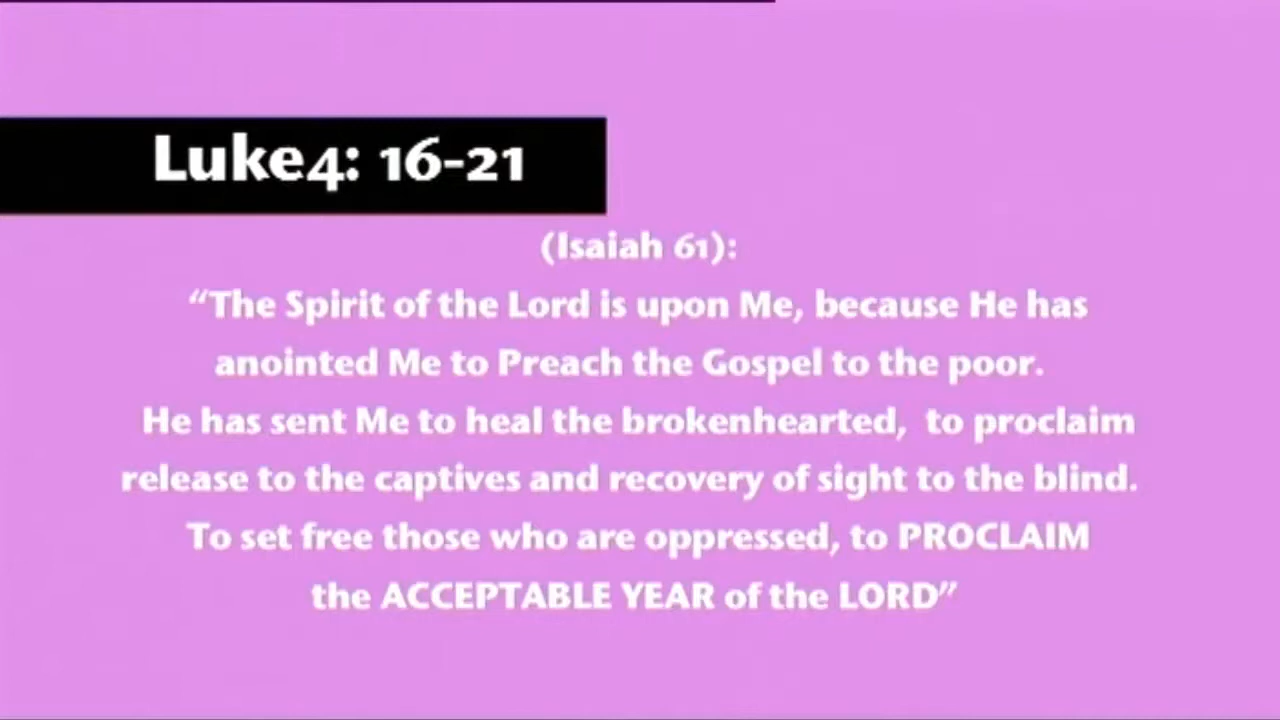 Luke4: 16-21
(Isaiah 61):
“The Spirit of the Lord is upon Me, because He has
anointed Me to Preach the Gospel to the poor.
He has sent Me to heal the brokenhearted,  to proclaim
release to the captives and recovery of sight to the blind.
To set free those who are oppressed, to PROCLAIM
the ACCEPTABLE YEAR of the LORD”